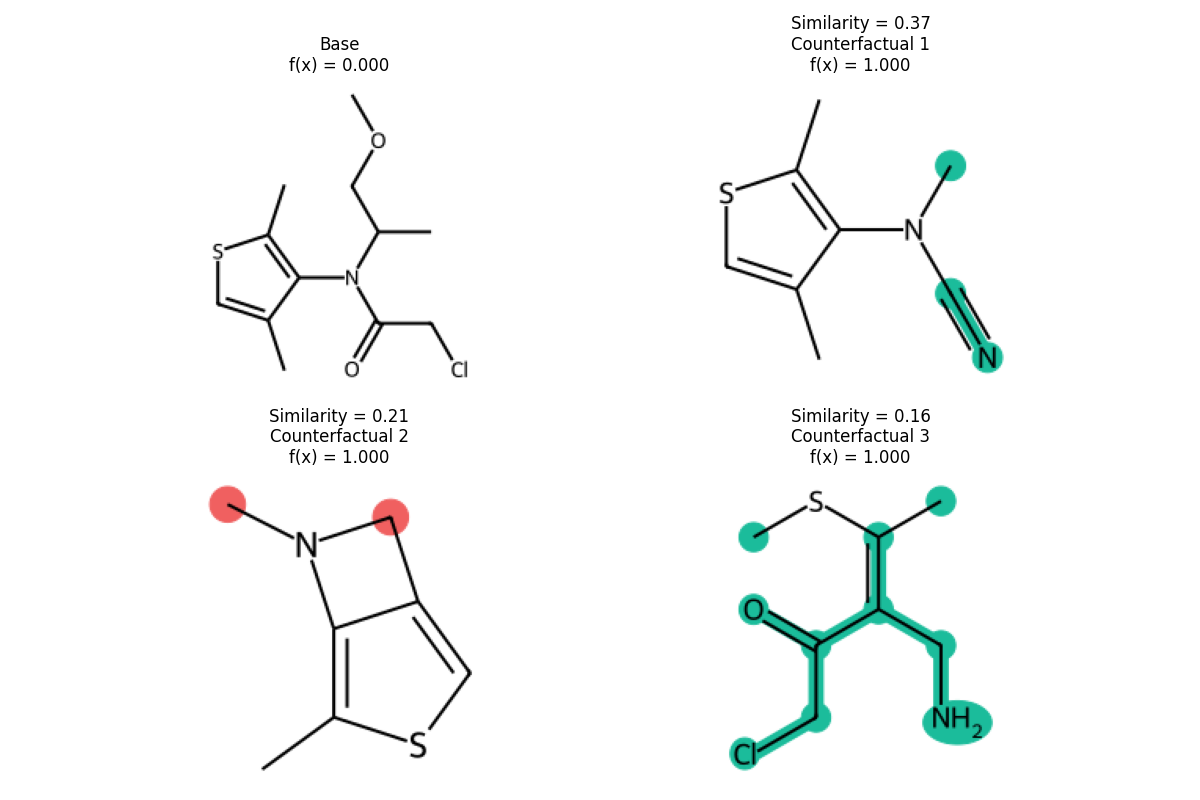 Base
f(x) = 0.000
O
S
N
O
Cl
Similarity = 0.37
Counterfactual 1
f(x) = 1.000
S
N
N
Similarity = 0.21
Counterfactual 2
f(x) = 1.000
N
S
Similarity = 0.16
Counterfactual 3
f(x) = 1.000
S
O
NH2
Cl